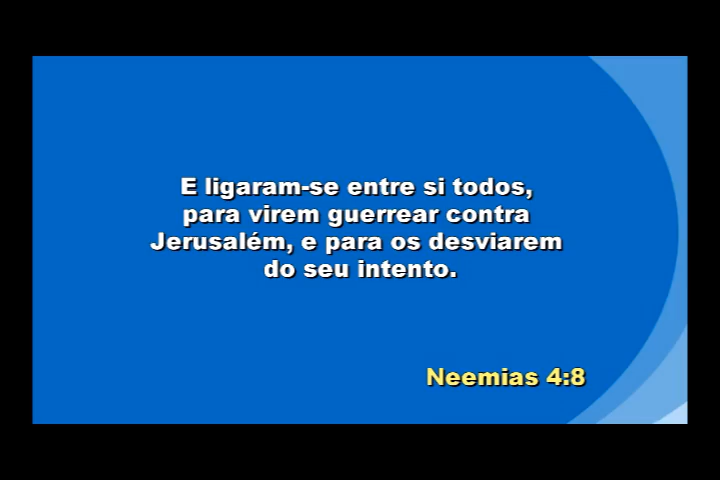 E ligaram-se entre si todos,
para virem guerrear contra
Jerusalém, e para os desviarem
do seu intento.
Neemias 4:8